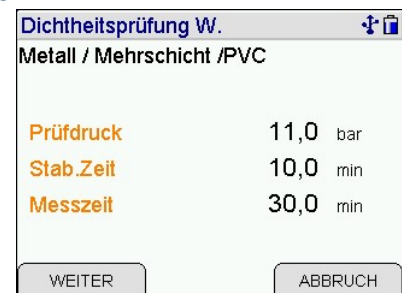 Dichtheitsprüfung W.
Metall / Mehrschicht /PVC
Prüfdruck 11,0 bar
Stab.Zeit 10,0 min
Messzeit 30,0 min
WEITER ABBRUCH